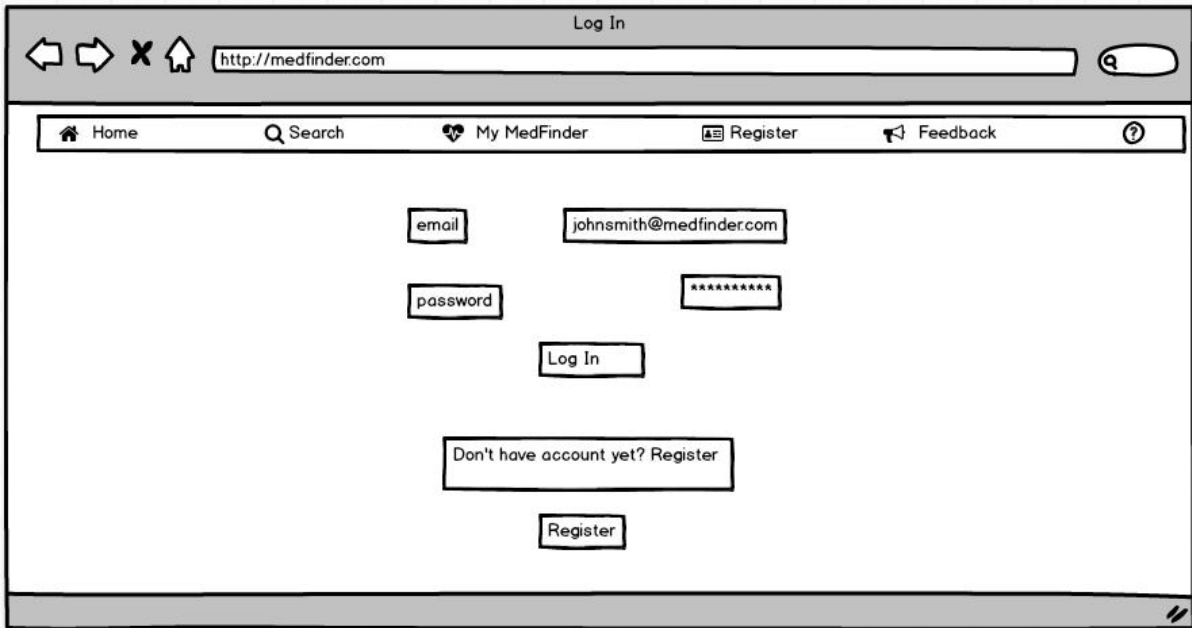 Log In
http://medfinder.com
Home Search My MedFinder Register Feedback ?
email johnsmith@medfinder.com
password **********
Log In
Don't have account yet? Register
Register